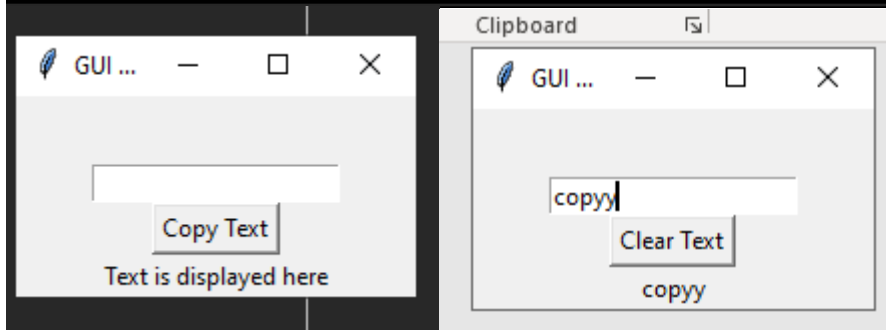 GUI ...
Copy Text
Text is displayed here
Clipboard
GUI ...
copyy
Clear Text
copyy